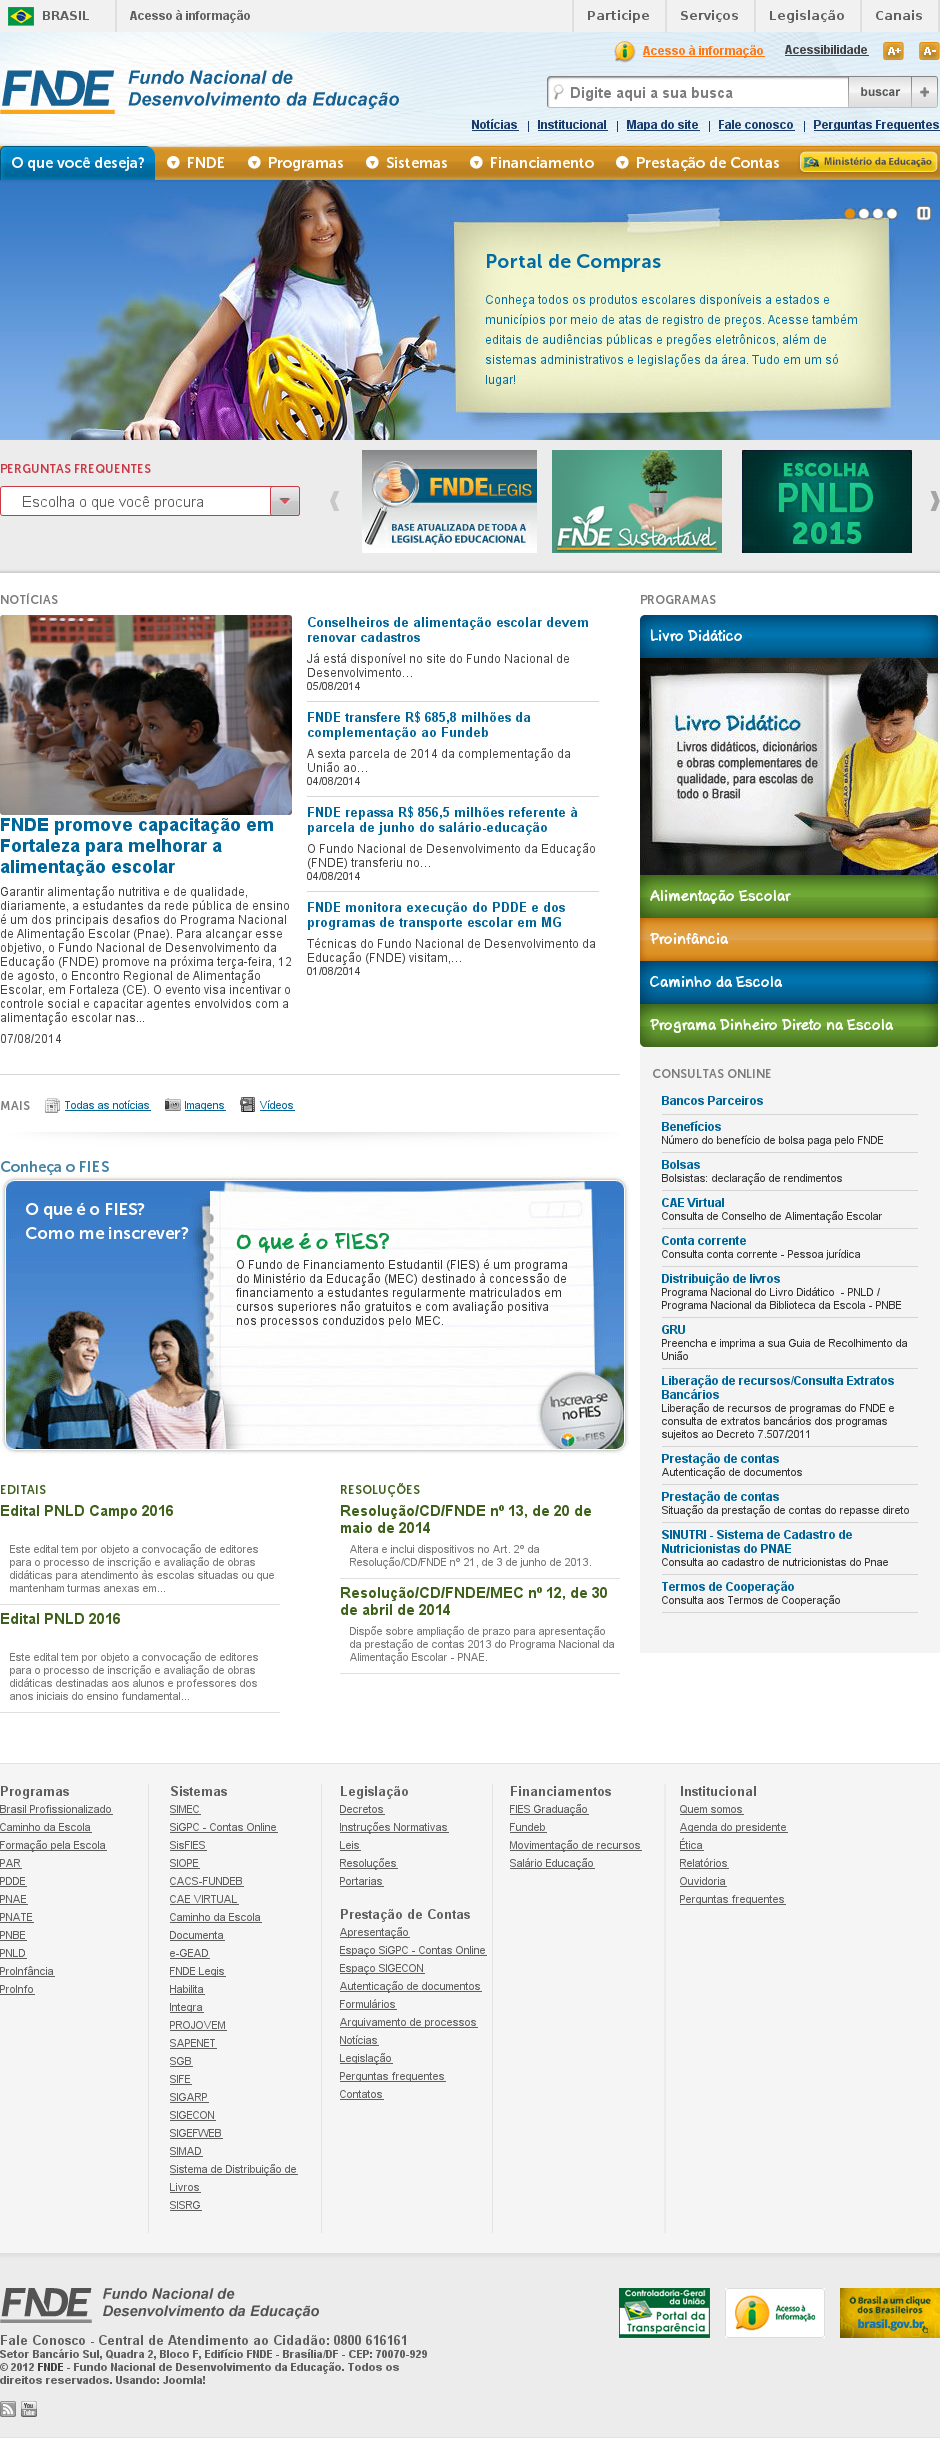 BRASIL
Acesso à informação
Participe
Serviços
Legislação
Canais
Acesso à informação
Acessibilidade
A+
A-
FNDE
Fundo Nacional de
Desenvolvimento da Educação
Digite aqui a sua busca
buscar
+
Notícias
Institucional
Mapa do site
Fale conosco
Perguntas Frequentes
O que você deseja?
FNDE
Programas
Sistemas
Financiamento
Prestação de Contas
Ministério da Educação
Portal de Compras
Conheça todos os produtos escolares disponíveis a estados e
municípios por meio de atas de registro de preços. Acesse também
editais de audiências públicas e pregões eletrônicos, além de
sistemas administrativos e legislações da área. Tudo em um só
lugar!
PERGUNTAS FREQUENTES
Escolha o que você procura
FNDELEGIS
BASE ATUALIZADA DE TODA A
LEGISLAÇÃO EDUCACIONAL
FNDE Sustentável
ESCOLHA
PNLD
2015
NOTÍCIAS
FNDE promove capacitação em
Fortaleza para melhorar a
alimentação escolar
Garantir alimentação nutritiva e de qualidade,
diariamente, a estudantes da rede pública de ensino
é um dos principais desafios do Programa Nacional
de Alimentação Escolar (Pnae). Para alcançar esse
objetivo, o Fundo Nacional de Desenvolvimento da
Educação (FNDE) promove na próxima terça-feira, 12
de agosto, o Encontro Regional de Alimentação
Escolar, em Fortaleza (CE). O evento visa incentivar o
controle social e capacitar agentes envolvidos com a
alimentação escolar nas...
07/08/2014
Conselheiros de alimentação escolar devem
renovar cadastros
Já está disponível no site do Fundo Nacional de
Desenvolvimento…
05/08/2014
FNDE transfere R$ 685,8 milhões da
complementação ao Fundeb
A sexta parcela de 2014 da complementação da
União ao…
04/08/2014
FNDE repassa R$ 856,5 milhões referente à
parcela de junho do salário-educação
O Fundo Nacional de Desenvolvimento da Educação
(FNDE) transferiu no…
04/08/2014
FNDE monitora execução do PDDE e dos
programas de transporte escolar em MG
Técnicas do Fundo Nacional de Desenvolvimento da
Educação (FNDE) visitam,…
01/08/2014
MAIS
Todas as notícias
Imagens
Vídeos
PROGRAMAS
Livro Didático
Livro Didático
Livros didáticos, dicionários
e obras complementares de
qualidade, para escolas de
todo o Brasil
Alimentação Escolar
Proinfância
Caminho da Escola
Programa Dinheiro Direto na Escola
CONSULTAS ONLINE
Bancos Parceiros
Benefícios
Número do benefício de bolsa paga pelo FNDE
Bolsas
Bolsistas: declaração de rendimentos
CAE Virtual
Consulta de Conselho de Alimentação Escolar
Conta corrente
Consulta conta corrente - Pessoa jurídica
Distribuição de livros
Programa Nacional do Livro Didático - PNLD /
Programa Nacional da Biblioteca da Escola - PNBE
GRU
Preencha e imprima a sua Guia de Recolhimento da
União
Liberação de recursos/Consulta Extratos
Bancários
Liberação de recursos de programas do FNDE e
consulta de extratos bancários dos programas
sujeitos ao Decreto 7.507/2011
Prestação de contas
Autenticação de documentos
Prestação de contas
Situação da prestação de contas do repasse direto
SINUTRI - Sistema de Cadastro de
Nutricionistas do PNAE
Consulta ao cadastro de nutricionistas do Pnae
Termos de Cooperação
Consulta aos Termos de Cooperação
Conheça o FIES
O que é o FIES?
Como me inscrever?
O que é o FIES?
O Fundo de Financiamento Estudantil (FIES) é um programa
do Ministério da Educação (MEC) destinado à concessão de
financiamento a estudantes regularmente matriculados em
cursos superiores não gratuitos e com avaliação positiva
nos processos conduzidos pelo MEC.
Inscreva-se
no FIES
sisFIES
EDITAIS
Edital PNLD Campo 2016
Este edital tem por objeto a convocação de editores
para o processo de inscrição e avaliação de obras
didáticas para atendimento às escolas situadas ou que
mantenham turmas anexas em...
Edital PNLD 2016
Este edital tem por objeto a convocação de editores
para o processo de inscrição e avaliação de obras
didáticas destinadas aos alunos e professores dos
anos iniciais do ensino fundamental...
RESOLUÇÕES
Resolução/CD/FNDE nº 13, de 20 de
maio de 2014
Altera e inclui dispositivos no Art. 2º da
Resolução/CD/FNDE nº 21, de 3 de junho de 2013.
Resolução/CD/FNDE/MEC nº 12, de 30
de abril de 2014
Dispõe sobre ampliação de prazo para apresentação
da prestação de contas 2013 do Programa Nacional da
Alimentação Escolar - PNAE.
Programas
Brasil Profissionalizado
Caminho da Escola
Formação pela Escola
PAR
PDDE
PNAE
PNATE
PNBE
PNLD
ProInfância
ProInfo
Sistemas
SIMEC
SiGPC - Contas Online
SisFIES
SIOPE
CACS-FUNDEB
CAE VIRTUAL
Caminho da Escola
Documenta
e-GEAD
FNDE Legis
Habilita
Integra
PROJOVEM
SAPENET
SGB
SIFE
SIGARP
SIGECON
SIGEFWEB
SIMAD
Sistema de Distribuição de
Livros
SISRG
Legislação
Decretos
Instruções Normativas
Leis
Resoluções
Portarias
Prestação de Contas
Apresentação
Espaço SiGPC - Contas Online
Espaço SIGECON
Autenticação de documentos
Formulários
Arquivamento de processos
Notícias
Legislação
Perguntas frequentes
Contatos
Financiamentos
FIES Graduação
Fundeb
Movimentação de recursos
Salário Educação
Institucional
Quem somos
Agenda do presidente
Ética
Relatórios
Ouvidoria
Perguntas frequentes
FNDE
Fundo Nacional de
Desenvolvimento da Educação
Controladoria-Geral
da União
Portal da
Transparência
Acesso à
Informação
O Brasil a um clique
dos Brasileiros
brasil.gov.br
Fale Conosco - Central de Atendimento ao Cidadão: 0800 616161
Setor Bancário Sul, Quadra 2, Bloco F, Edifício FNDE - Brasília/DF - CEP: 70070-929
© 2012 FNDE - Fundo Nacional de Desenvolvimento da Educação. Todos os
direitos reservados. Usando: Joomla!
You
Tube